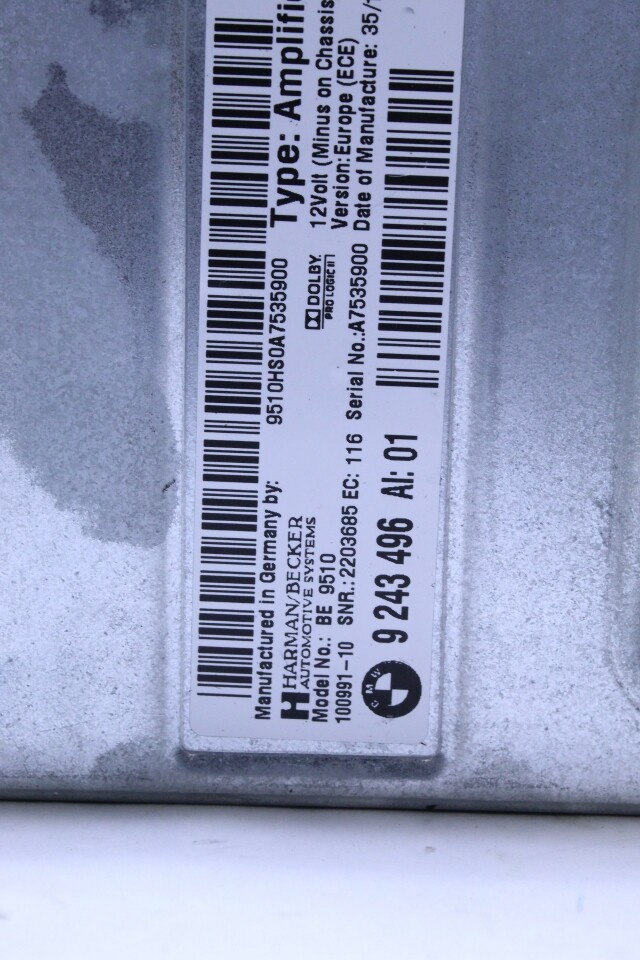 9510HS0A7535900
Manufactured in Germany by:
HARMAN/BECKER
AUTOMOTIVE SYSTEMS
Type:
DOLBY
PRO LOGIC II
12Volt (Minus on Chassis
Model No.: BE 9510
Version:Europe (ECE)
100991-10 SNR.:2203685 EC: 116 Serial No.:A7535900
Date of Manufacture: 35/
BMW
9 243 496 AI: 01